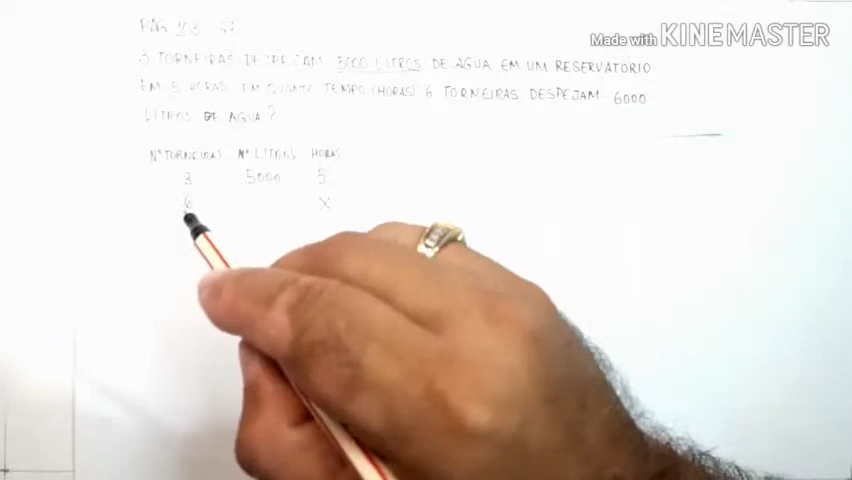 Made with KINEMASTER
PÁG 103 47
3 TORNEIRAS DESPEJAM 5000 LITROS DE ÁGUA EM UM RESERVATÓRIO
EM 5 HORAS. EM QUANTO TEMPO (HORAS) 6 TORNEIRAS DESPEJAM 6000
LITROS DE ÁGUA?
Nº TORNEIRAS Nº LITROS HORAS
3 5000 5
6 X